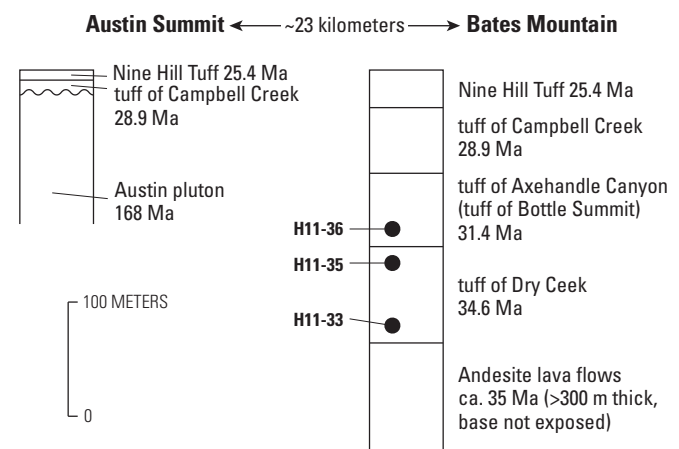 Austin Summit ~23 kilometers Bates Mountain
Nine Hill Tuff 25.4 Ma
tuff of Campbell Creek
28.9 Ma
Austin pluton
168 Ma
100 METERS
0
Nine Hill Tuff 25.4 Ma
tuff of Campbell Creek
28.9 Ma
tuff of Axehandle Canyon
(tuff of Bottle Summit)
31.4 Ma
H11-36
H11-35
tuff of Dry Ceek
34.6 Ma
H11-33
Andesite lava flows
ca. 35 Ma (>300 m thick,
base not exposed)